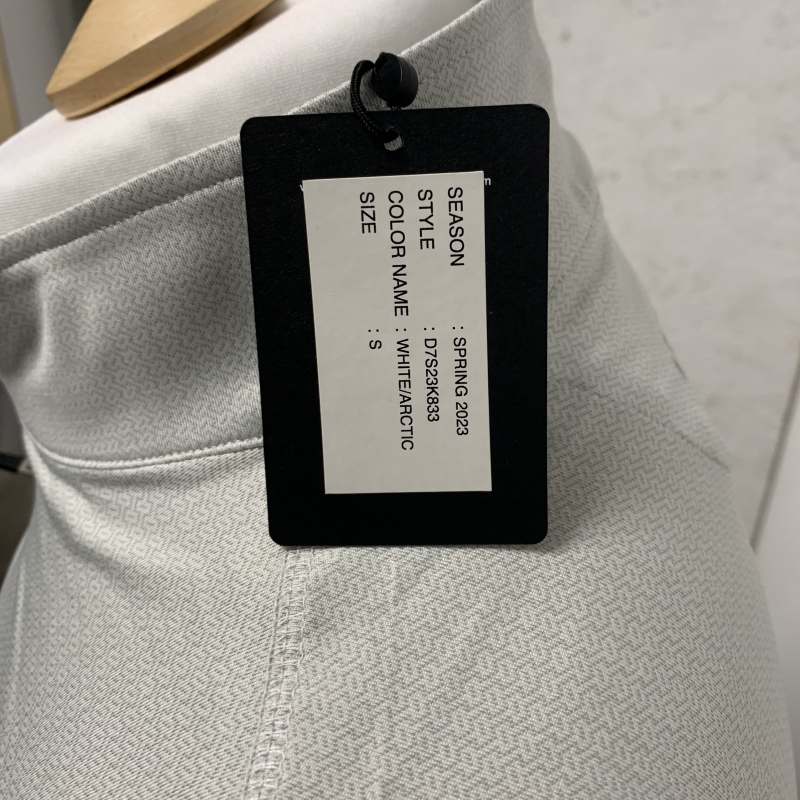 SEASON : SPRING 2023
STYLE : D7S23K833
COLOR NAME : WHITE/ARCTIC
SIZE : S